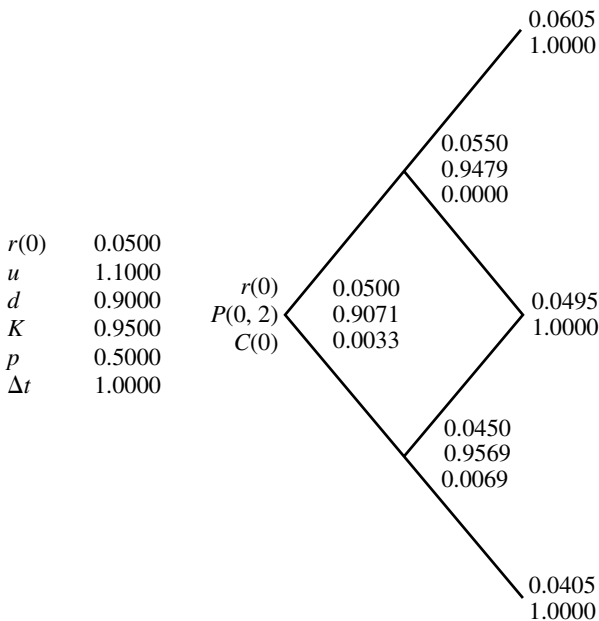 0.0605
1.0000
0.0550
0.9479
0.0000
r(0) 0.0500
u 1.1000
d 0.9000
K 0.9500
p 0.5000
Δt 1.0000
r(0) 0.0500
P(0, 2) 0.9071
C(0) 0.0033
0.0495
1.0000
0.0450
0.9569
0.0069
0.0405
1.0000